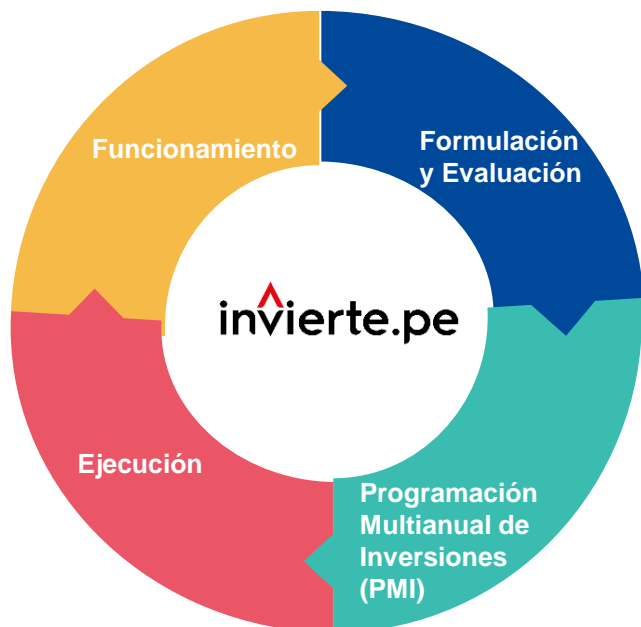 Funcionamiento
Formulación
y Evaluación
invierte.pe
Ejecución
Programación
Multianual de
Inversiones
(PMI)